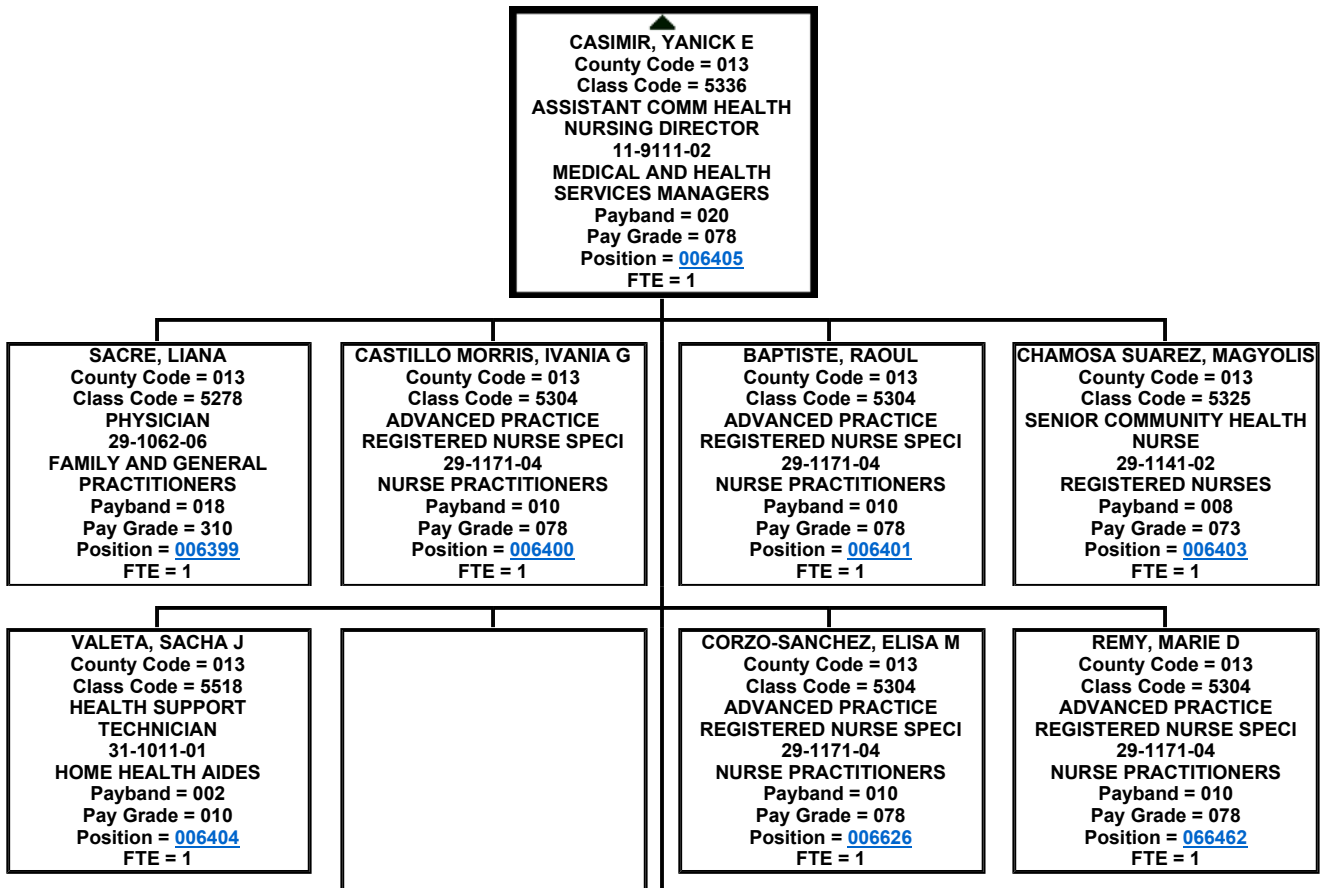 CASIMIR, YANICK E
County Code = 013
Class Code = 5336
ASSISTANT COMM HEALTH
NURSING DIRECTOR
11-9111-02
MEDICAL AND HEALTH
SERVICES MANAGERS
Payband = 020
Pay Grade = 078
Position = 006405
FTE = 1
SACRE, LIANA
County Code = 013
Class Code = 5278
PHYSICIAN
29-1062-06
FAMILY AND GENERAL
PRACTITIONERS
Payband = 018
Pay Grade = 310
Position = 006399
FTE = 1
CASTILLO MORRIS, IVANIA G
County Code = 013
Class Code = 5304
ADVANCED PRACTICE
REGISTERED NURSE SPECI
29-1171-04
NURSE PRACTITIONERS
Payband = 010
Pay Grade = 078
Position = 006400
FTE = 1
BAPTISTE, RAOUL
County Code = 013
Class Code = 5304
ADVANCED PRACTICE
REGISTERED NURSE SPECI
29-1171-04
NURSE PRACTITIONERS
Payband = 010
Pay Grade = 078
Position = 006401
FTE = 1
CHAMOSA SUAREZ, MAGYOLIS
County Code = 013
Class Code = 5325
SENIOR COMMUNITY HEALTH
NURSE
29-1141-02
REGISTERED NURSES
Payband = 008
Pay Grade = 073
Position = 006403
FTE = 1
VALETA, SACHA J
County Code = 013
Class Code = 5518
HEALTH SUPPORT
TECHNICIAN
31-1011-01
HOME HEALTH AIDES
Payband = 002
Pay Grade = 010
Position = 006404
FTE = 1
CORZO-SANCHEZ, ELISA M
County Code = 013
Class Code = 5304
ADVANCED PRACTICE
REGISTERED NURSE SPECI
29-1171-04
NURSE PRACTITIONERS
Payband = 010
Pay Grade = 078
Position = 006626
FTE = 1
REMY, MARIE D
County Code = 013
Class Code = 5304
ADVANCED PRACTICE
REGISTERED NURSE SPECI
29-1171-04
NURSE PRACTITIONERS
Payband = 010
Pay Grade = 078
Position = 066462
FTE = 1